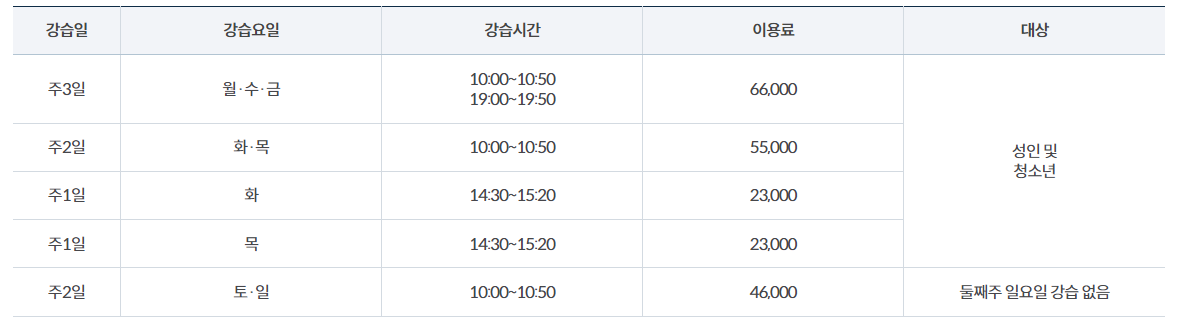 강습일 강습요일 강습시간 이용료 대상
주3일 월·수·금 10:00~10:50 66,000
19:00~19:50
주2일 화·목 10:00~10:50 55,000
성인 및
청소년
주1일 화 14:30~15:20 23,000
주1일 목 14:30~15:20 23,000
주2일 토·일 10:00~10:50 46,000 둘째주 일요일 강습 없음